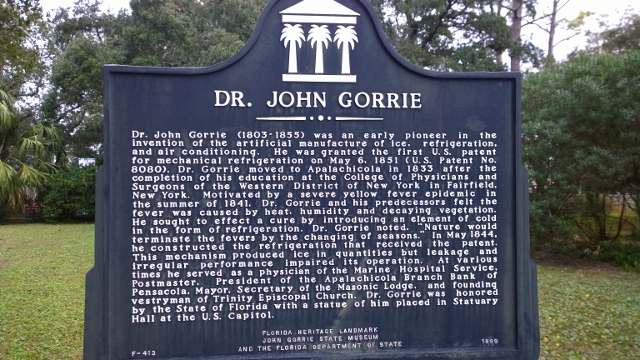 DR. JOHN GORRIE
Dr. John Gorrie (1803-1855) was an early pioneer in the
invention of the artificial manufacture of ice, refrigeration,
and air conditioning. He was granted the first U.S. patent
for mechanical refrigeration on May 6, 1851 (U.S. Patent No.
8080). Dr. Gorrie moved to Apalachicola in 1833 after the
completion of his education at the College of Physicians and
Surgeons of the Western District of New York in Fairfield,
New York. Motivated by a severe yellow fever epidemic in
the summer of 1841, Dr. Gorrie and his predecessors felt the
fever was caused by heat, humidity and decaying vegetation.
He sought to effect a cure by introducing an element of cold
in the form of refrigeration. Dr. Gorrie noted, "Nature would
terminate the fevers by the changing of seasons." In May 1844,
he constructed the refrigeration that received the patent.
This mechanism produced ice in quantities but leakage and
irregular performance impaired its operation. At various
times he served as a physician of the Marine Hospital Service,
Postmaster, President of the Apalachicola Branch Bank of
Pensacola, Mayor, Secretary of the Masonic Lodge, and founding
vestryman of Trinity Episcopal Church. Dr. Gorrie was honored
by the State of Florida with a statue of him placed in Statuary
Hall at the U.S. Capitol.
FLORIDA HERITAGE LANDMARK
JOHN GORRIE STATE MUSEUM
AND THE FLORIDA DEPARTMENT OF STATE
F-413 1999